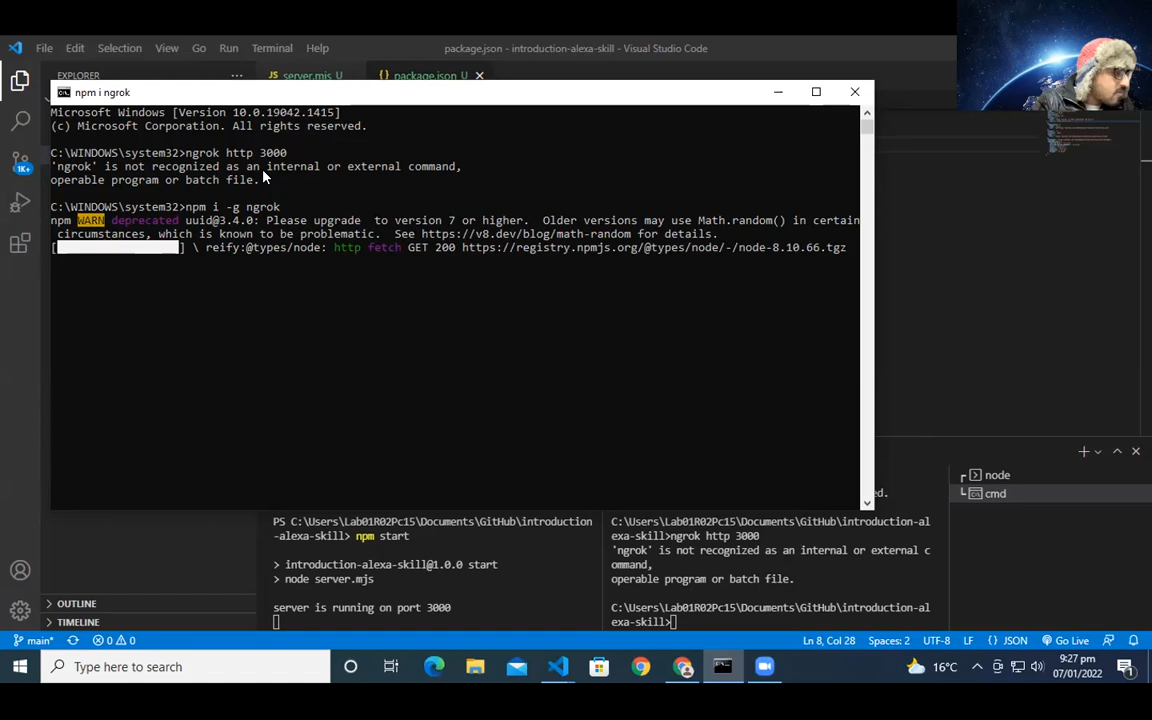 File Edit Selection View Go Run Terminal Help
package.json - introduction-alexa-skill - Visual Studio Code
EXPLORER
server.mjs U
package.json U
npm i ngrok
Microsoft Windows [Version 10.0.19042.1415]
(c) Microsoft Corporation. All rights reserved.
C:\WINDOWS\system32>ngrok http 3000
'ngrok' is not recognized as an internal or external command,
operable program or batch file.
C:\WINDOWS\system32>npm i -g ngrok
npm WARN deprecated uuid@3.4.0: Please upgrade  to version 7 or higher.  Older versions may use Math.random() in certain
circumstances, which is known to be problematic.  See https://v8.dev/blog/math-random for details.
[ ] \ reify:@types/node: http fetch GET 200 https://registry.npmjs.org/@types/node/-/node-8.10.66.tgz
1K+
node
cmd
ed.
PS C:\Users\Lab01R02Pc15\Documents\GitHub\introduction
-alexa-skill> npm start
> introduction-alexa-skill@1.0.0 start
> node server.mjs
server is running on port 3000
C:\Users\Lab01R02Pc15\Documents\GitHub\introduction-al
exa-skill>ngrok http 3000
'ngrok' is not recognized as an internal or external c
ommand,
operable program or batch file.
C:\Users\Lab01R02Pc15\Documents\GitHub\introduction-al
exa-skill>
OUTLINE
TIMELINE
main* 0 0
Ln 8, Col 28 Spaces: 2 UTF-8 LF {} JSON Go Live
Type here to search
16°C
9:27 pm
07/01/2022
1